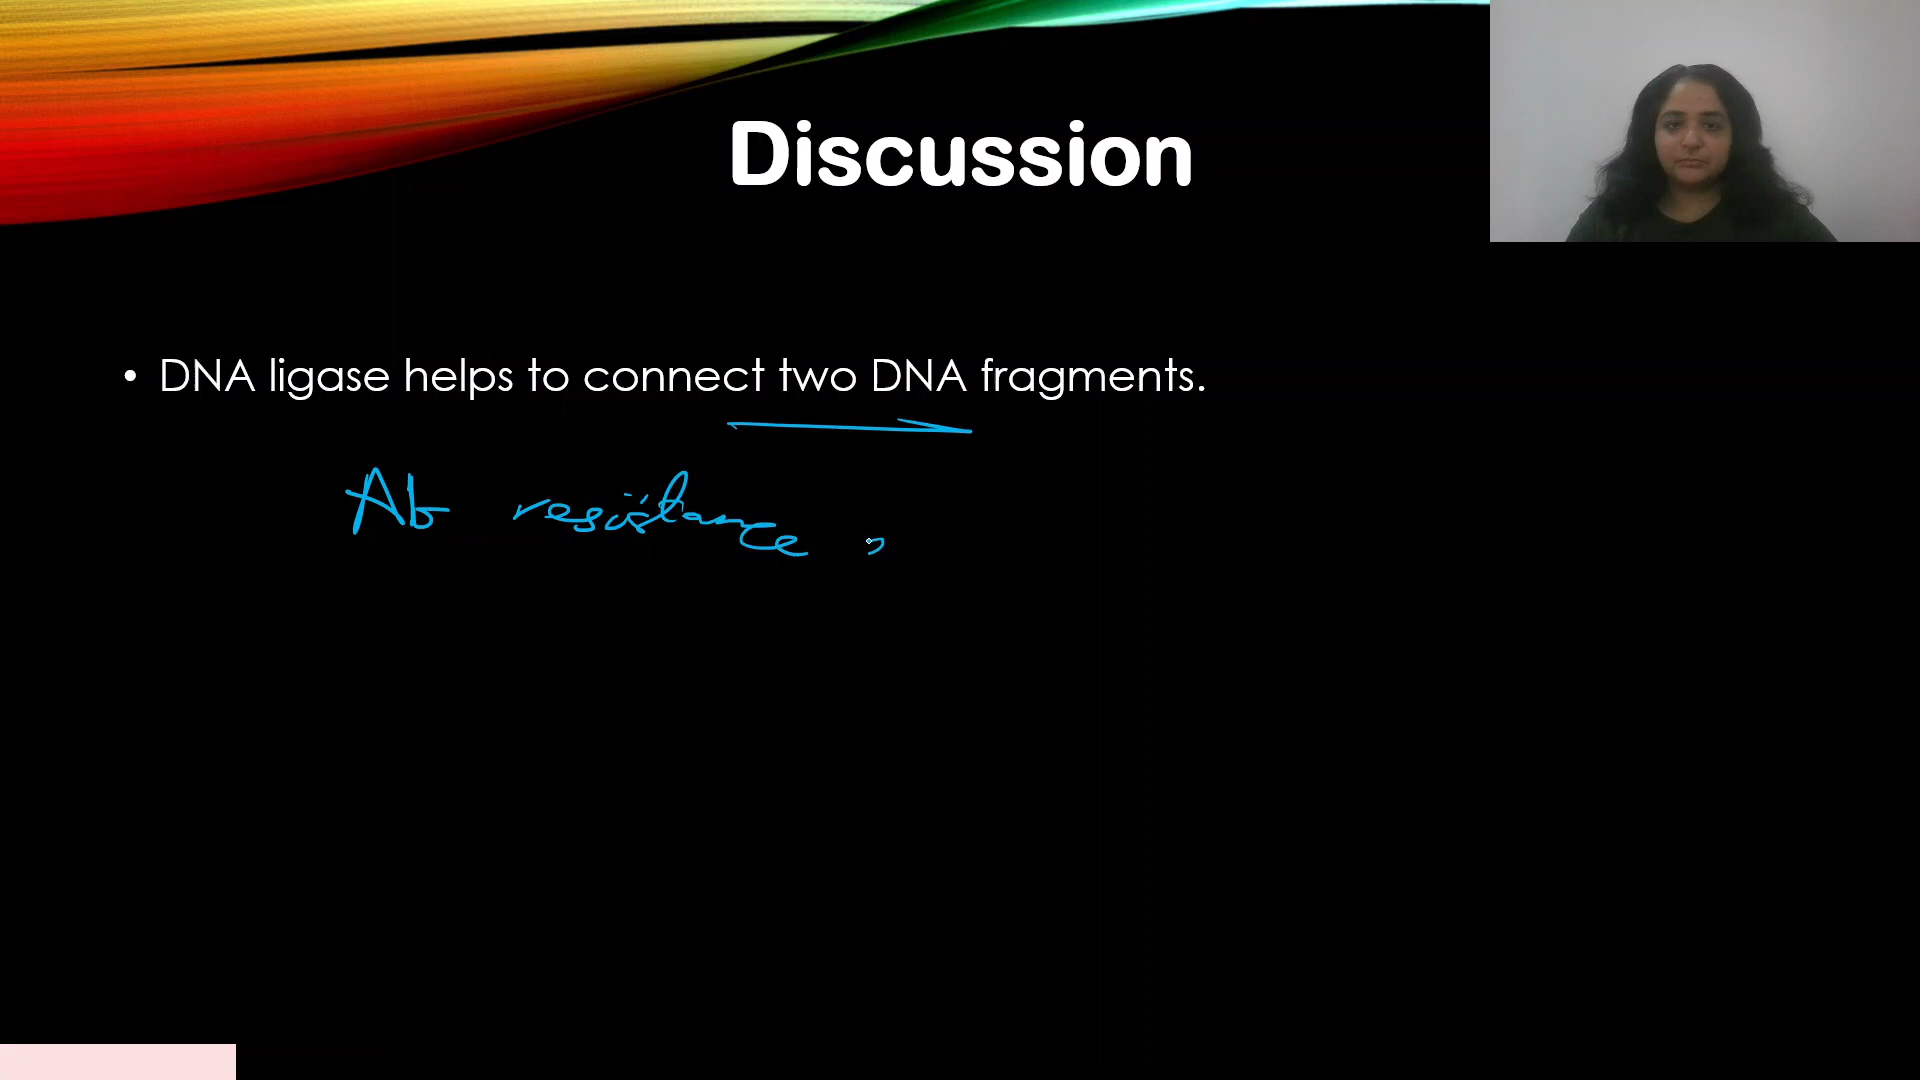 Discussion
• DNA ligase helps to connect two DNA fragments.
Ab resistance